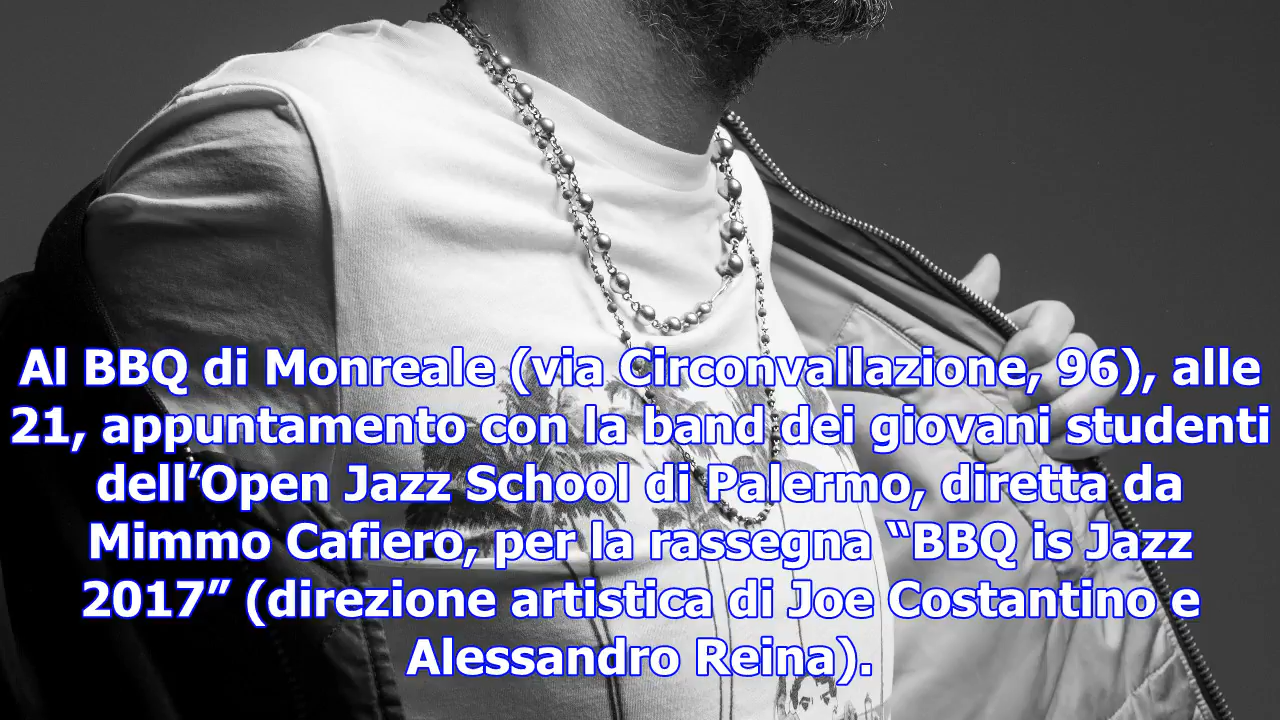 Al BBQ di Monreale (via Circonvallazione, 96), alle
21, appuntamento con la band dei giovani studenti
dell’Open Jazz School di Palermo, diretta da
Mimmo Cafiero, per la rassegna “BBQ is Jazz
2017” (direzione artistica di Joe Costantino e
Alessandro Reina).